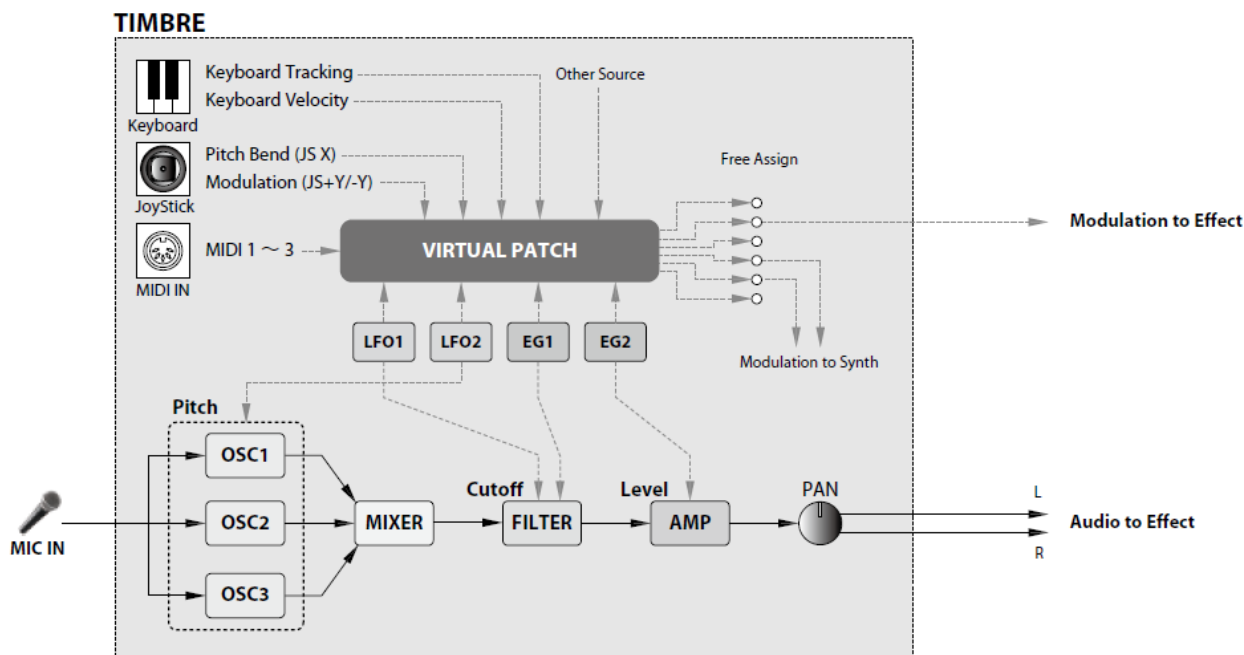 TIMBRE
Keyboard Tracking
Keyboard Velocity
Other Source
Keyboard
Pitch Bend (JS X)
Modulation (JS+Y/-Y)
JoyStick
Free Assign
MIDI 1 ～ 3
MIDI IN
VIRTUAL PATCH
Modulation to Effect
LFO1
LFO2
EG1
EG2
Modulation to Synth
Pitch
OSC1
OSC2
OSC3
MIC IN
MIXER
Cutoff
FILTER
Level
AMP
PAN
L
R
Audio to Effect